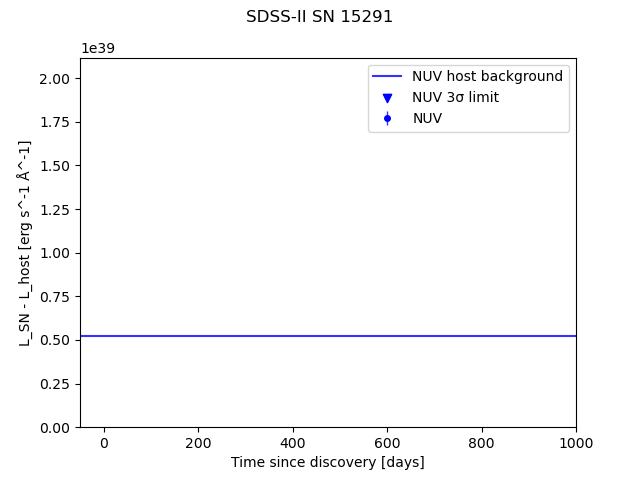 SDSS-II SN 15291
1e39
NUV host background
NUV 3σ limit
NUV
L_SN - L_host [erg s^-1 Å^-1]
2.00
1.75
1.50
1.25
1.00
0.75
0.50
0.25
0.00
0 200 400 600 800 1000
Time since discovery [days]